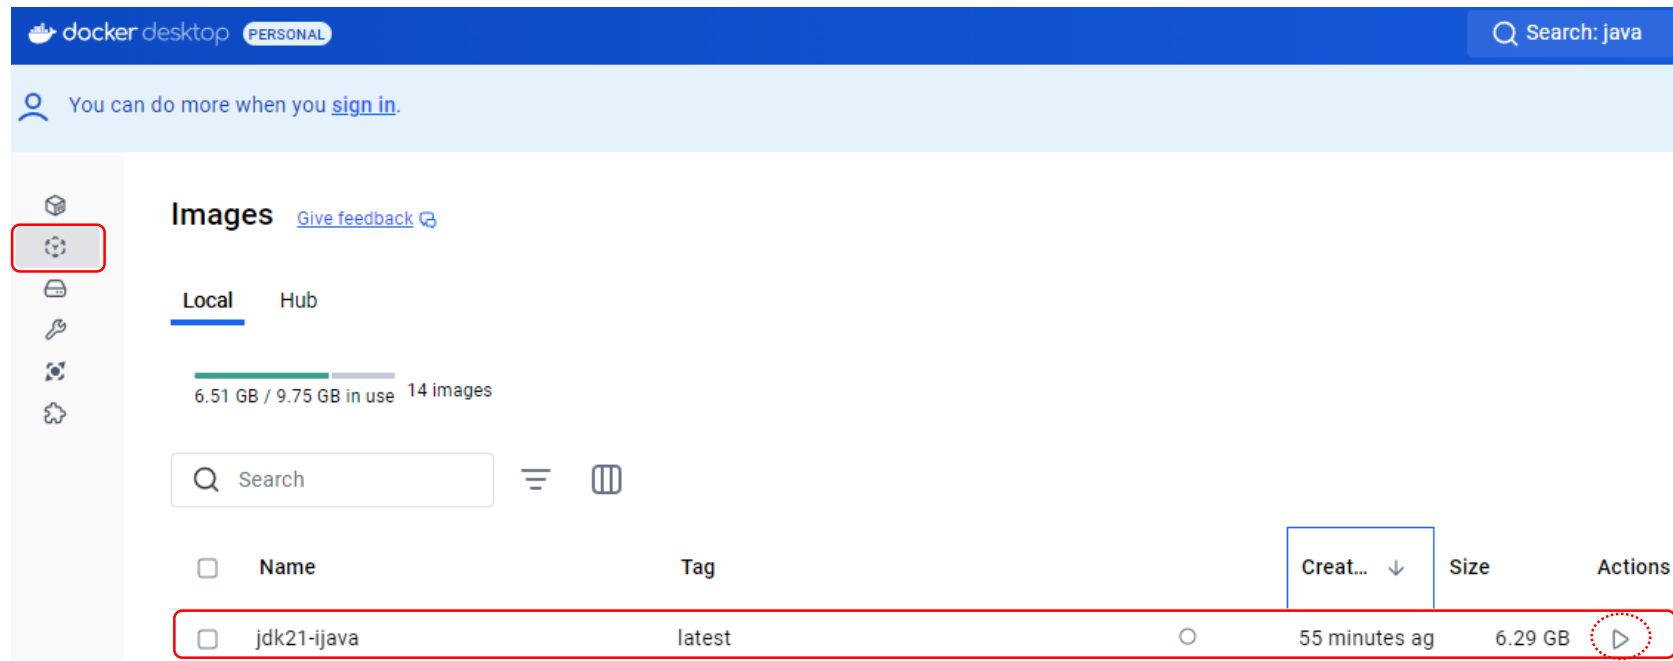 docker desktop PERSONAL
Search: java
You can do more when you sign in.
Images Give feedback
Local Hub
6.51 GB / 9.75 GB in use 14 images
Search
Name Tag Creat... Size Actions
jdk21-ijava latest 55 minutes ag 6.29 GB